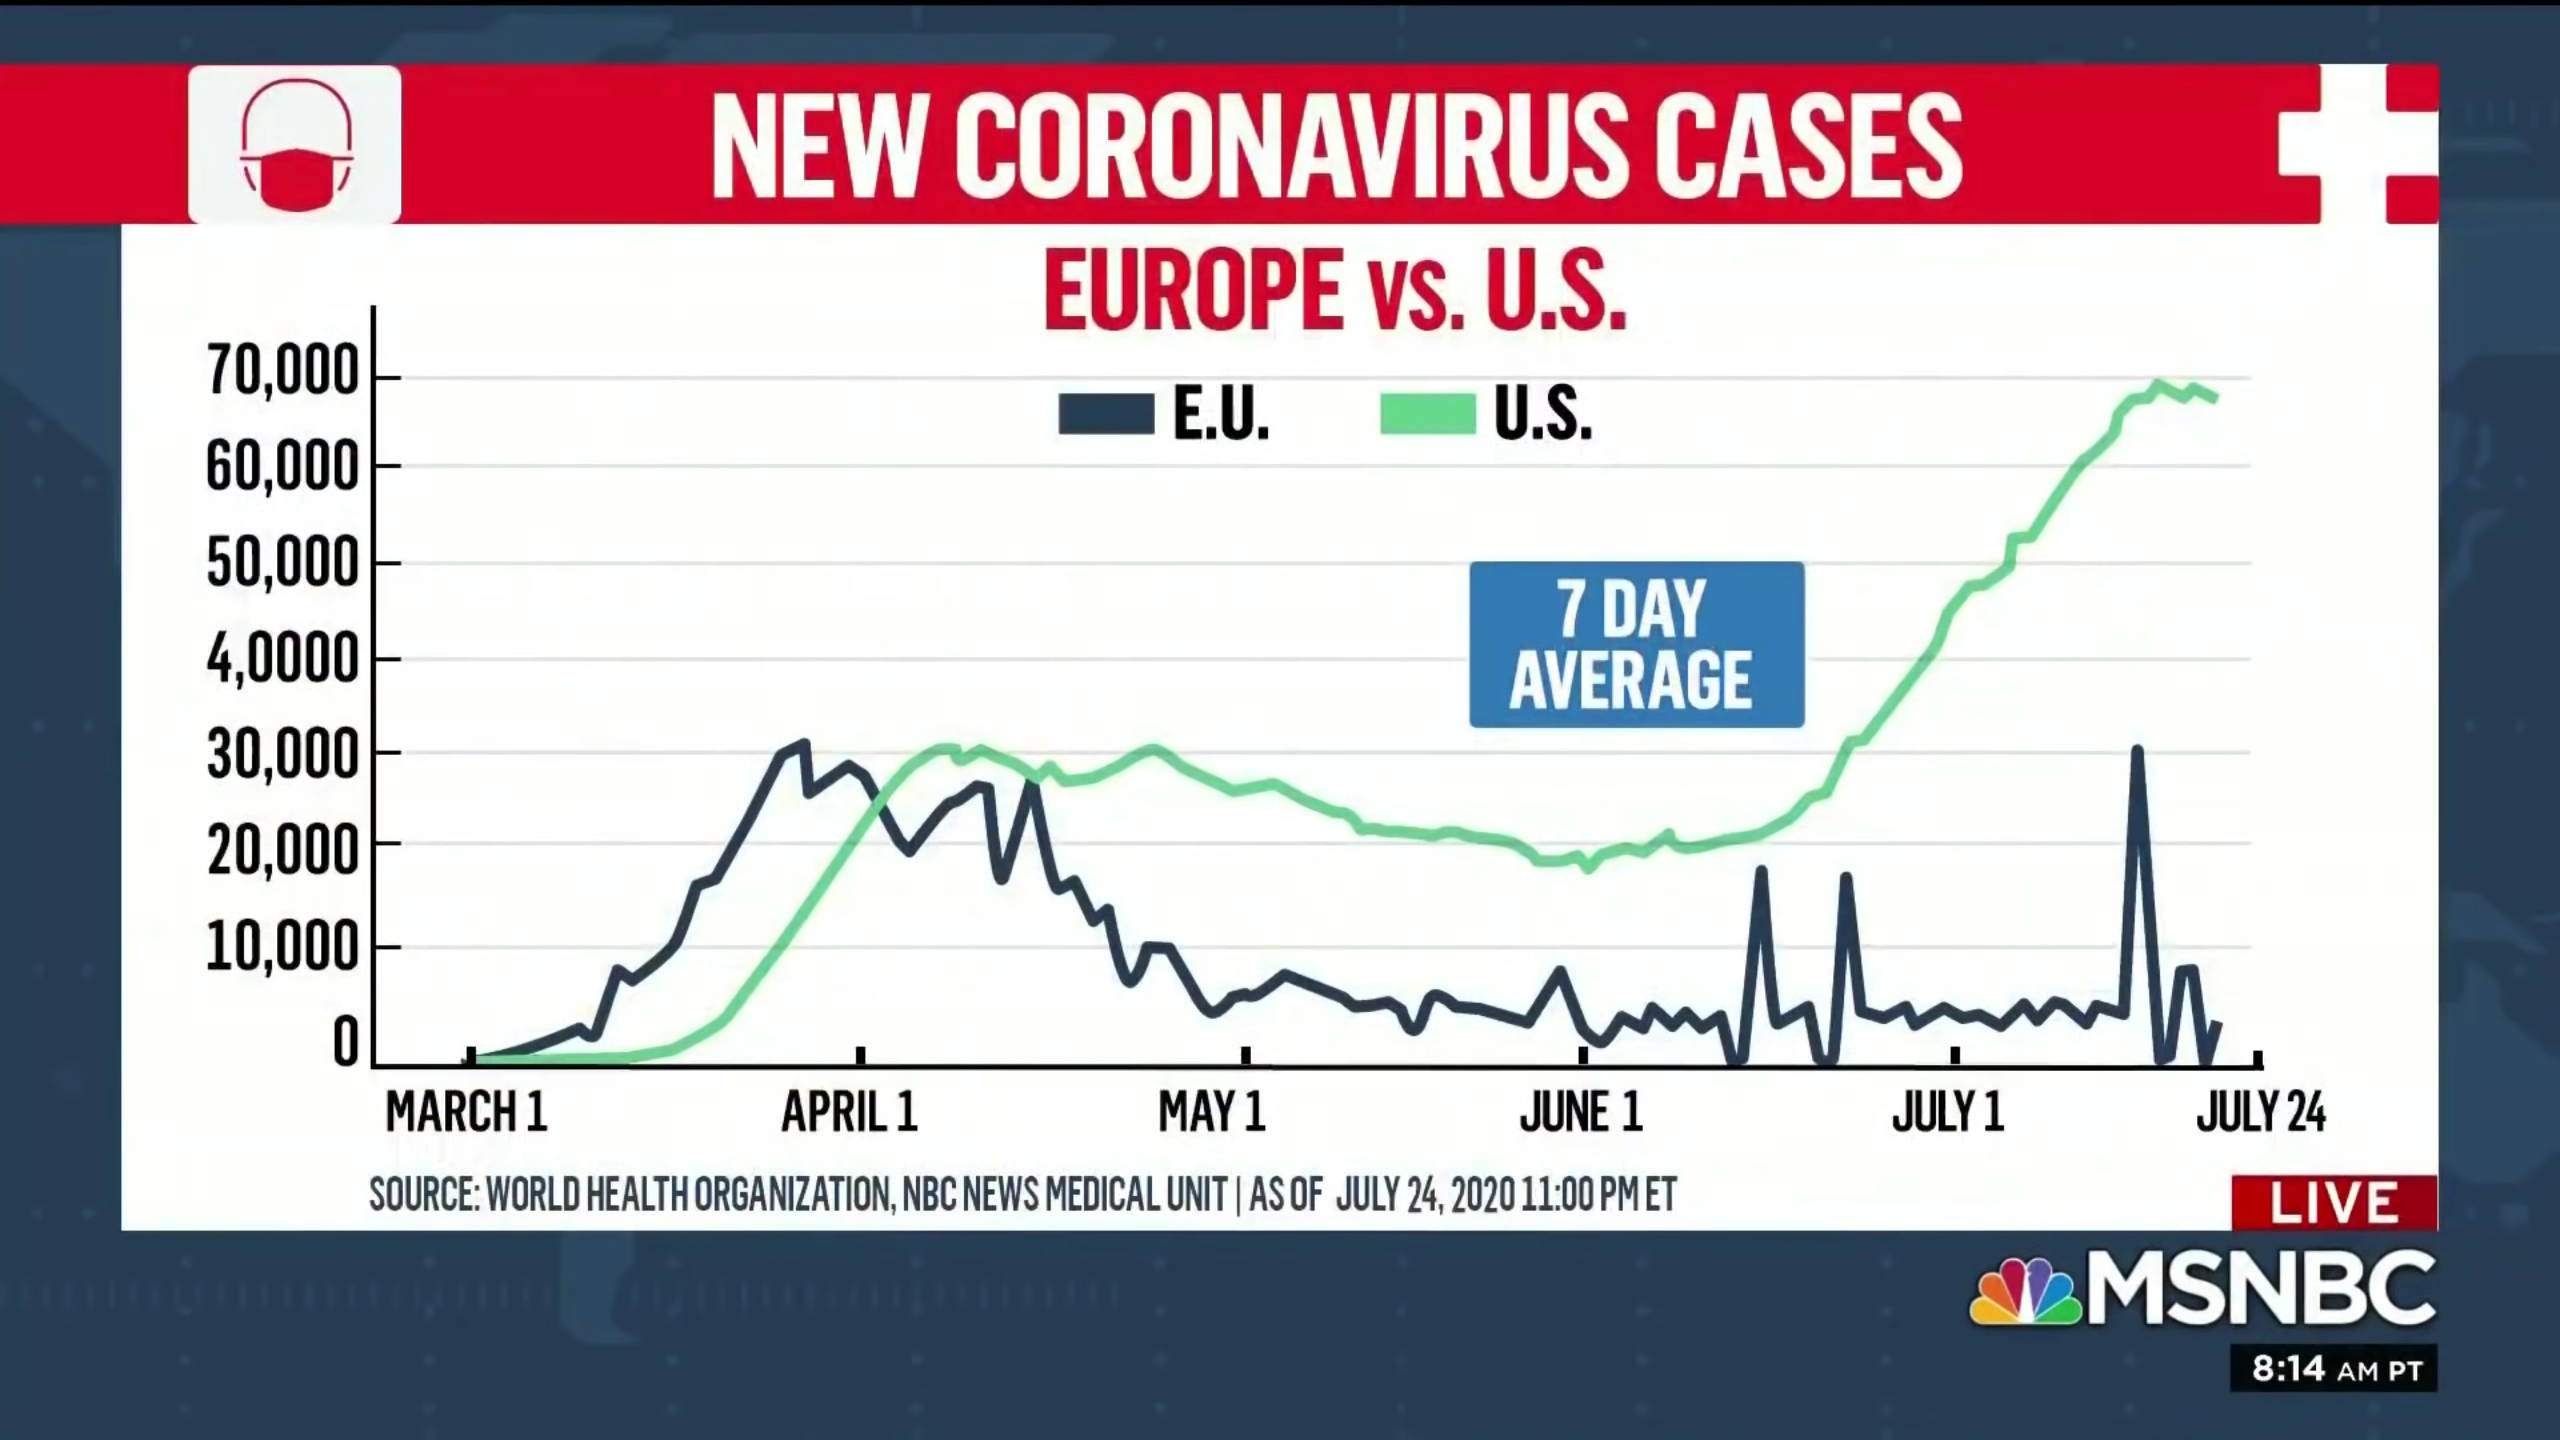 NEW CORONAVIRUS CASES
EUROPE VS. U.S.
E.U. U.S.
70,000
60,000
50,000
4,0000
30,000
20,000
10,000
0
7 DAY
AVERAGE
MARCH 1 APRIL 1 MAY 1 JUNE 1 JULY 1 JULY 24
SOURCE: WORLD HEALTH ORGANIZATION, NBC NEWS MEDICAL UNIT | AS OF JULY 24, 2020 11:00 PM ET
LIVE
MSNBC
8:14 AM PT